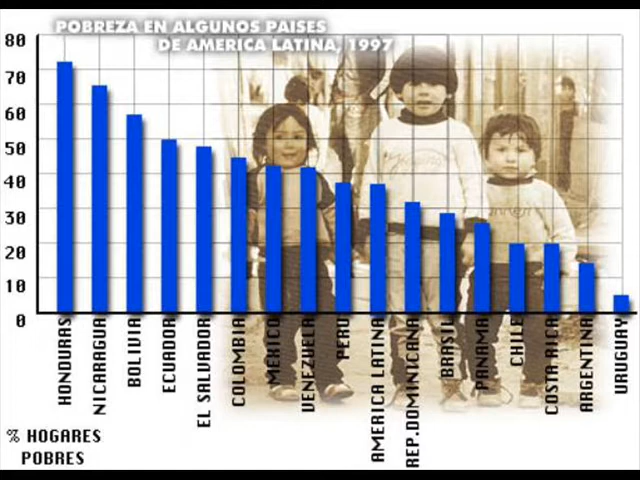 POBREZA EN ALGUNOS PAISES
DE AMERICA LATINA, 1997
80
70
60
50
40
30
20
10
0
HONDURAS
NICARAGUA
BOLIVIA
ECUADOR
EL SALVADOR
COLOMBIA
MEXICO
VENEZUELA
PERU
AMERICA LATINA
REP.DOMINICANA
BRASIL
PANAMA
CHILE
COSTA RICA
ARGENTINA
URUGUAY
% HOGARES
POBRES